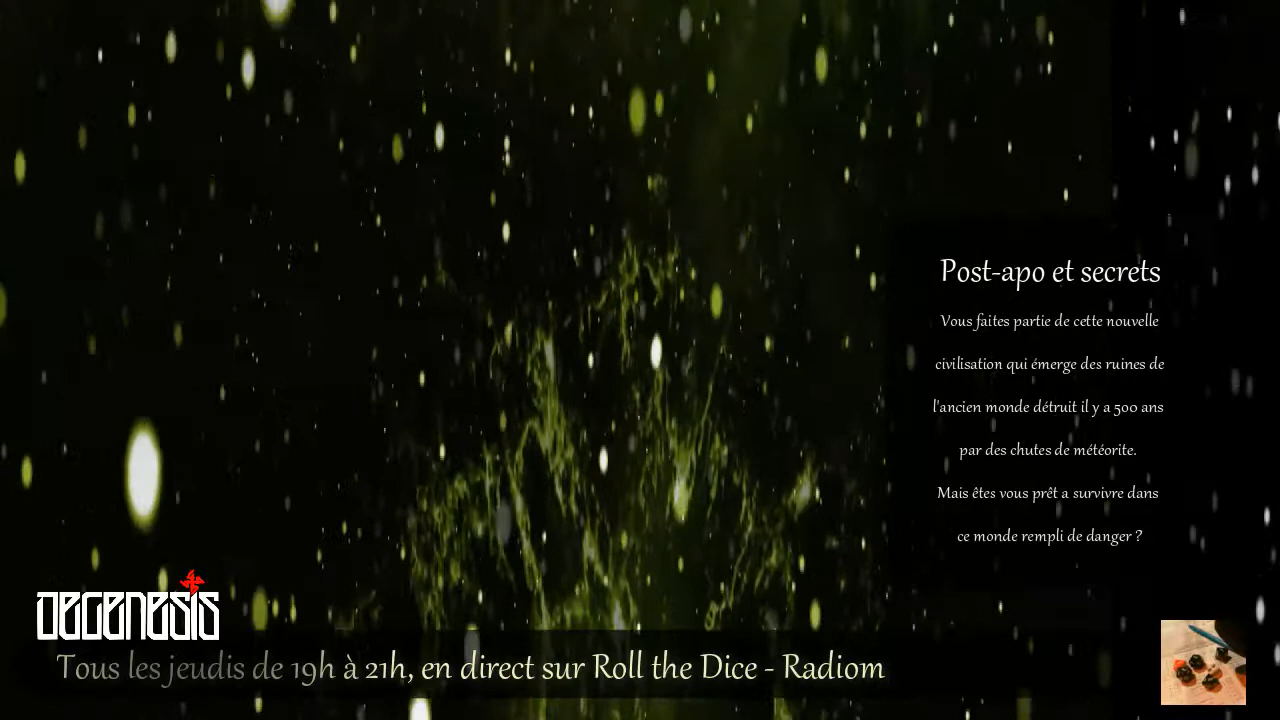 Post-apo et secrets
Vous faites partie de cette nouvelle
civilisation qui émerge des ruines de
l'ancien monde détruit il y a 500 ans
par des chutes de météorite.
Mais êtes vous prêt a survivre dans
ce monde rempli de danger ?
DEGENESIS
Tous les jeudis de 19h à 21h, en direct sur Roll the Dice - Radiom